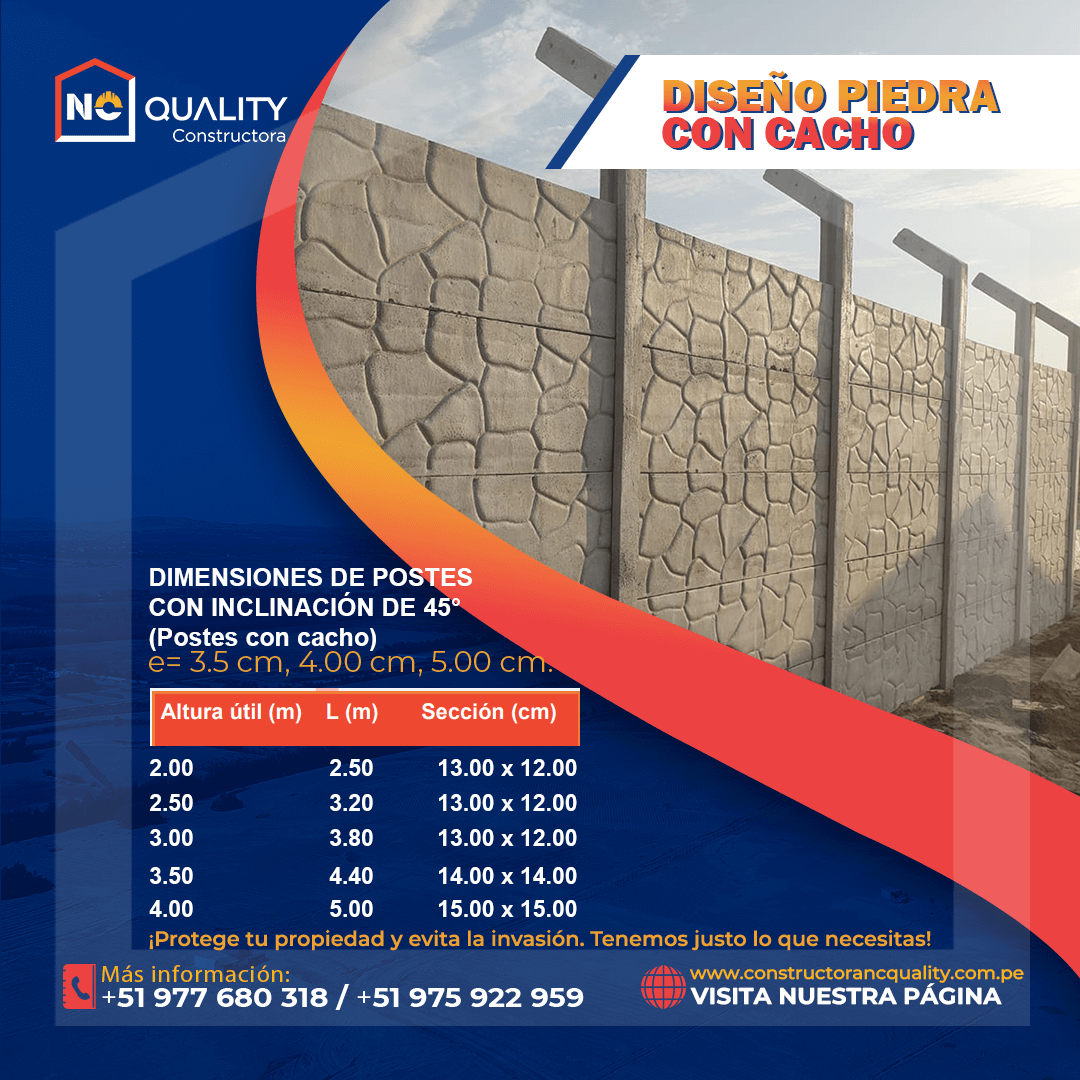 NC QUALITY
Constructora
DISEÑO PIEDRA
CON CACHO
DIMENSIONES DE POSTES
CON INCLINACIÓN DE 45°
(Postes con cacho)
e= 3.5 cm, 4.00 cm, 5.00 cm.
Altura útil (m) L (m) Sección (cm)
2.00 2.50 13.00 x 12.00
2.50 3.20 13.00 x 12.00
3.00 3.80 13.00 x 12.00
3.50 4.40 14.00 x 14.00
4.00 5.00 15.00 x 15.00
¡Protege tu propiedad y evita la invasión. Tenemos justo lo que necesitas!
Más información:
+51 977 680 318 / +51 975 922 959
www.constructorancquality.com.pe
VISITA NUESTRA PÁGINA